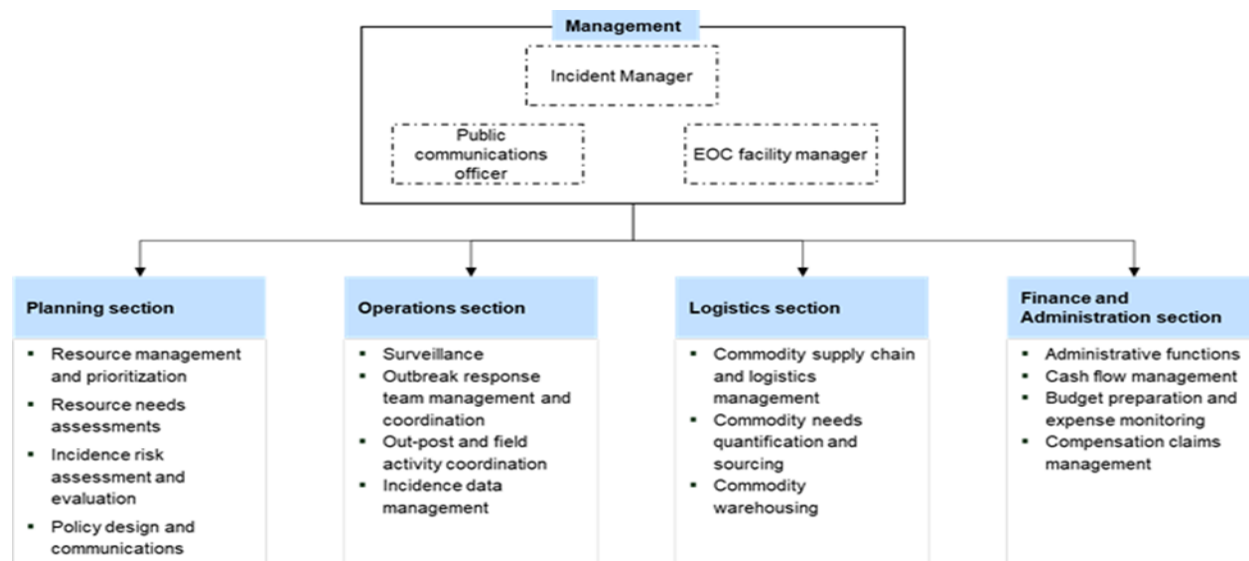 Management
Incident Manager
Public
communications
officer
EOC facility manager
Planning section
▪ Resource management
and prioritization
▪ Resource needs
assessments
▪ Incidence risk
assessment and
evaluation
▪ Policy design and
communications
Operations section
▪ Surveillance
▪ Outbreak response
team management and
coordination
▪ Out-post and field
activity coordination
▪ Incidence data
management
Logistics section
▪ Commodity supply chain
and logistics
management
▪ Commodity needs
quantification and
sourcing
▪ Commodity
warehousing
Finance and
Administration section
▪ Administrative functions
▪ Cash flow management
▪ Budget preparation and
expense monitoring
▪ Compensation claims
management